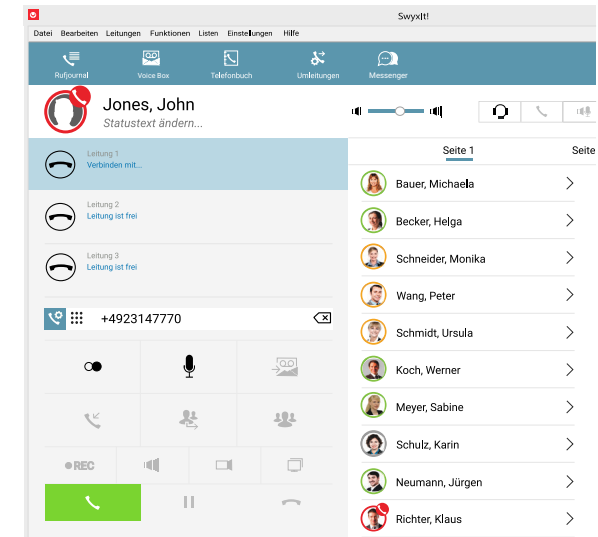 SwyxIt!
Datei Bearbeiten Leitungen Funktionen Listen Einstellungen Hilfe
Rufjournal Voice Box Telefonbuch Umleitungen Messenger
Jones, John
Statustext ändern...
Seite 1 Seite
Leitung 1
Verbinden mit...
Leitung 2
Leitung ist frei
Leitung 3
Leitung ist frei
+4923147770
REC
Bauer, Michaela
Becker, Helga
Schneider, Monika
Wang, Peter
Schmidt, Ursula
Koch, Werner
Meyer, Sabine
Schulz, Karin
Neumann, Jürgen
Richter, Klaus